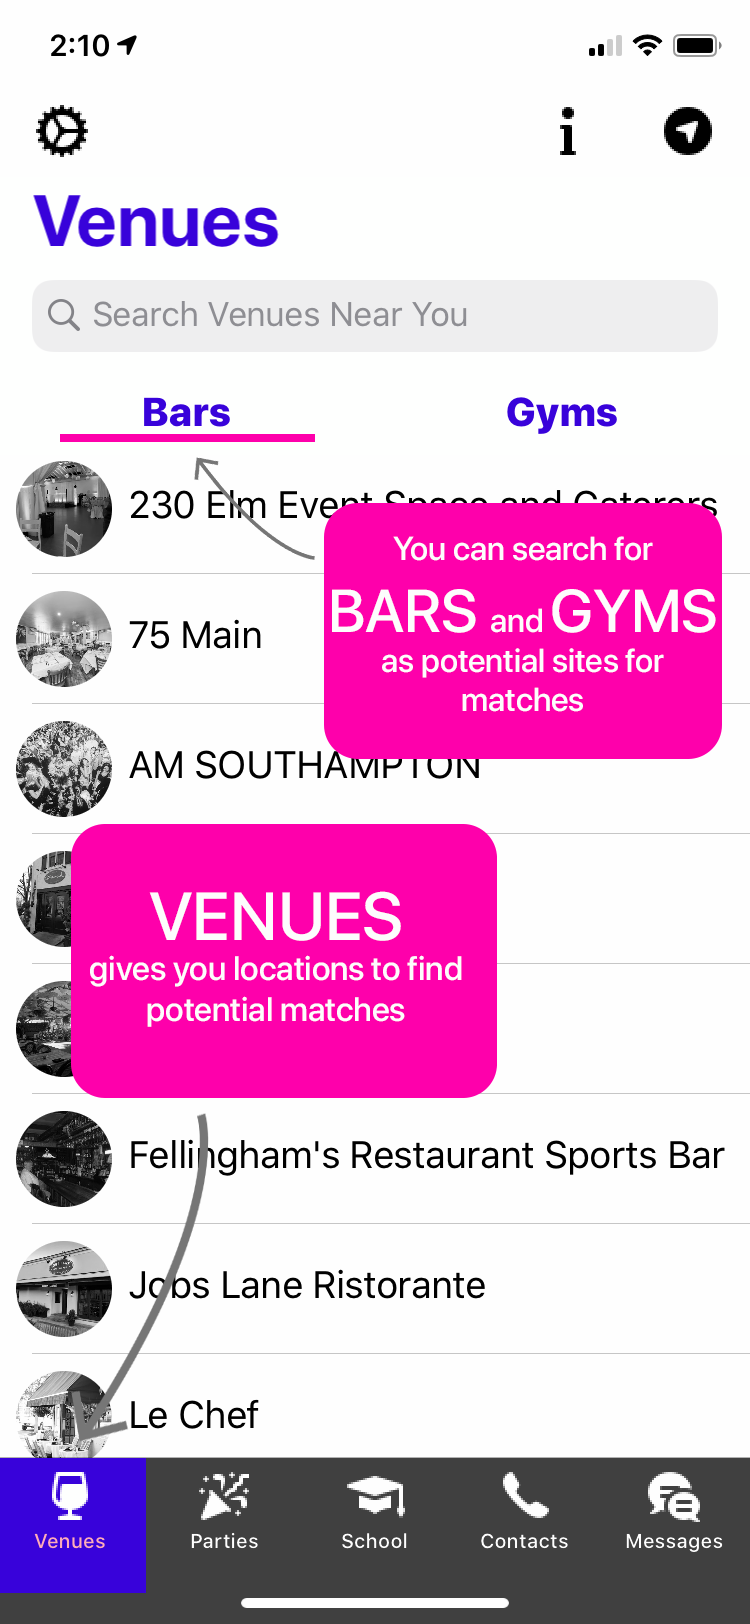 2:10
Venues
Search Venues Near You
Bars Gyms
230 Elm Event Space and Caterers
You can search for
BARS and GYMS
as potential sites for
matches
75 Main
AM SOUTHAMPTON
VENUES
gives you locations to find
potential matches
Fellingham's Restaurant Sports Bar
Jobs Lane Ristorante
Le Chef
Venues Parties School Contacts Messages